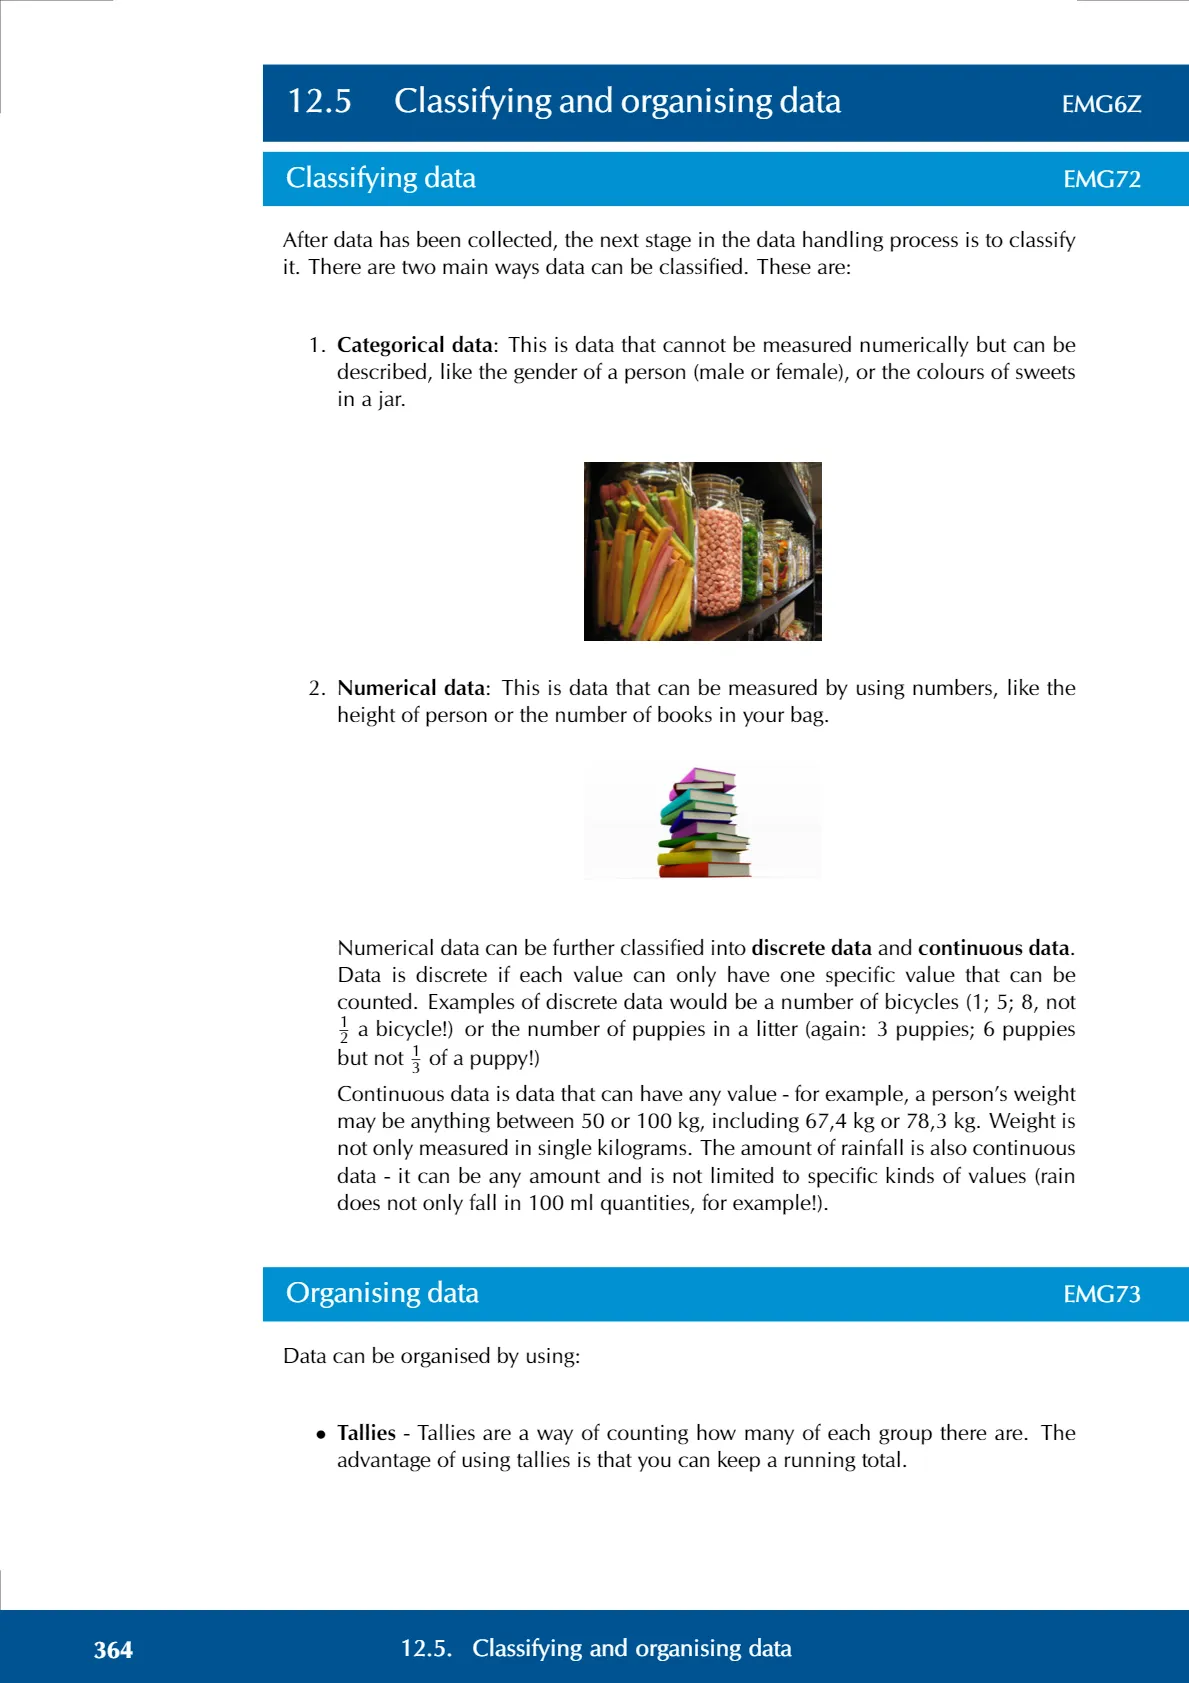 12.5 Classifying and organising data EMG6Z
Classifying data EMG72
After data has been collected, the next stage in the data handling process is to classify
it. There are two main ways data can be classified. These are:
1. Categorical data: This is data that cannot be measured numerically but can be
described, like the gender of a person (male or female), or the colours of sweets
in a jar.
2. Numerical data: This is data that can be measured by using numbers, like the
height of person or the number of books in your bag.
Numerical data can be further classified into discrete data and continuous data.
Data is discrete if each value can only have one specific value that can be
counted. Examples of discrete data would be a number of bicycles (1; 5; 8, not
1/2 a bicycle!) or the number of puppies in a litter (again: 3 puppies; 6 puppies
but not 1/3 of a puppy!)
Continuous data is data that can have any value - for example, a person's weight
may be anything between 50 or 100 kg, including 67,4 kg or 78,3 kg. Weight is
not only measured in single kilograms. The amount of rainfall is also continuous
data - it can be any amount and is not limited to specific kinds of values (rain
does not only fall in 100 ml quantities, for example!).
Organising data EMG73
Data can be organised by using:
• Tallies - Tallies are a way of counting how many of each group there are. The
advantage of using tallies is that you can keep a running total.
364 12.5. Classifying and organising data